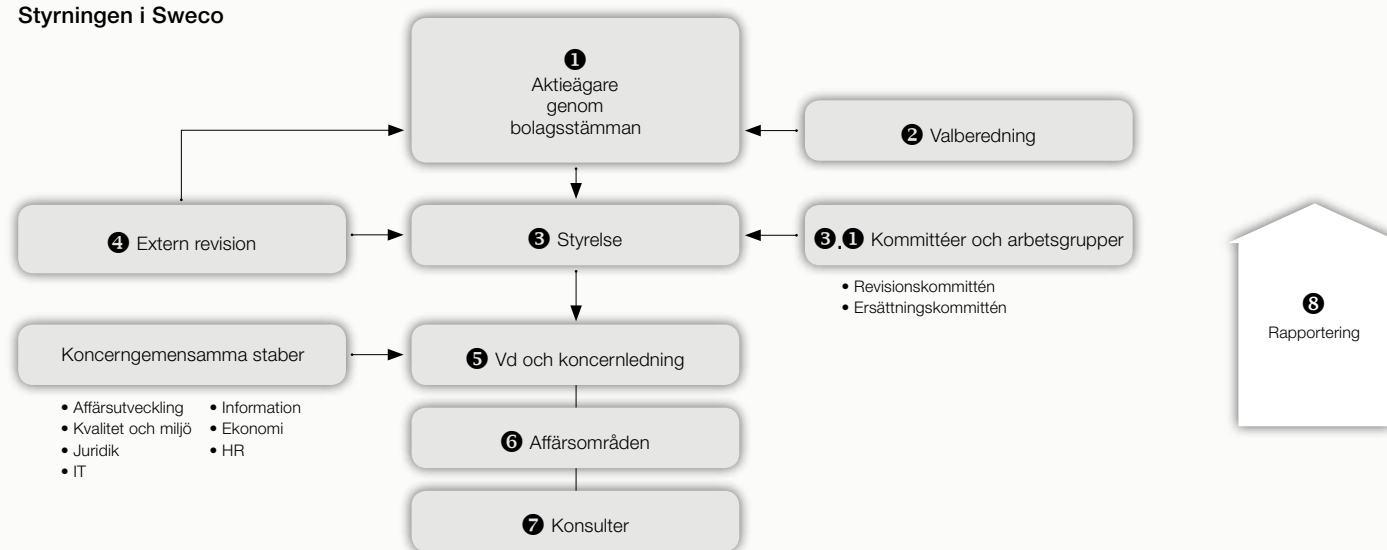 Styrningen i Sweco
❶
Aktieägare
genom
bolagsstämman
❷ Valberedning
❹ Extern revision
❸ Styrelse
❸.❶ Kommittéer och arbetsgrupper
• Revisionskommittén
• Ersättningskommittén
❽
Rapportering
Koncerngemensamma staber
❺ Vd och koncernledning
• Affärsutveckling
• Kvalitet och miljö
• Juridik
• IT
• Information
• Ekonomi
• HR
❻ Affärsområden
❼ Konsulter